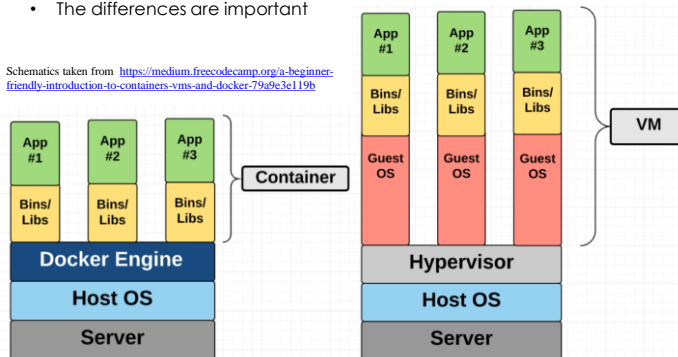 • The differences are important
Schematics taken from https://medium.freecodecamp.org/a-beginner-
friendly-introduction-to-containers-vms-and-docker-79a9e3e119b
App
#1
App
#2
App
#3
Bins/
Libs
Bins/
Libs
Bins/
Libs
Container
Docker Engine
Host OS
Server
App
#1
App
#2
App
#3
Bins/
Libs
Bins/
Libs
Bins/
Libs
Guest
OS
Guest
OS
Guest
OS
VM
Hypervisor
Host OS
Server